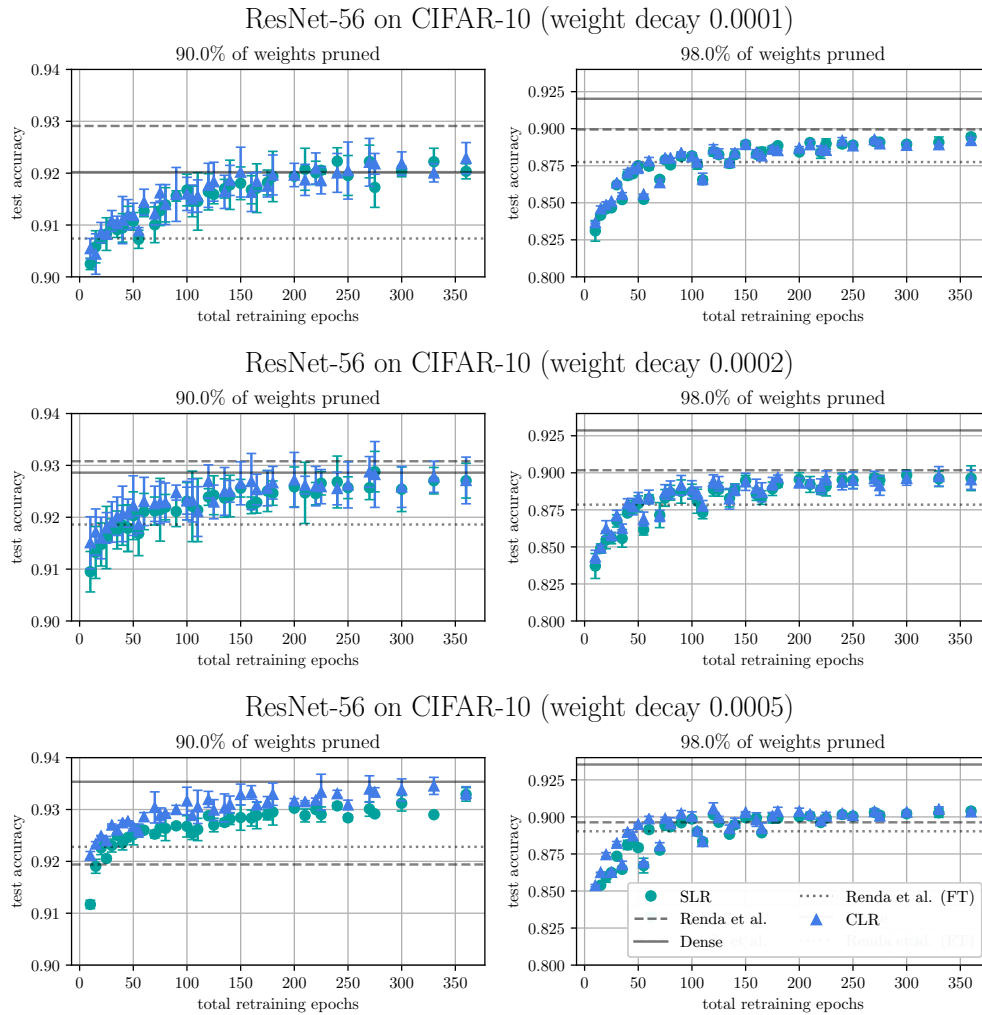 ResNet-56 on CIFAR-10 (weight decay 0.0001)
90.0% of weights pruned
98.0% of weights pruned
test accuracy
0.94
0.93
0.92
0.91
0.90
0 50 100 150 200 250 300 350
total retraining epochs
test accuracy
0.925
0.900
0.875
0.850
0.825
0.800
0 50 100 150 200 250 300 350
total retraining epochs
ResNet-56 on CIFAR-10 (weight decay 0.0002)
90.0% of weights pruned
98.0% of weights pruned
test accuracy
0.94
0.93
0.92
0.91
0.90
0 50 100 150 200 250 300 350
total retraining epochs
test accuracy
0.925
0.900
0.875
0.850
0.825
0.800
0 50 100 150 200 250 300 350
total retraining epochs
ResNet-56 on CIFAR-10 (weight decay 0.0005)
90.0% of weights pruned
98.0% of weights pruned
test accuracy
0.94
0.93
0.92
0.91
0.90
0 50 100 150 200 250 300 350
total retraining epochs
test accuracy
0.925
0.900
0.875
0.850
0.825
0.800
0 50 100 150 200 250 300 350
total retraining epochs
SLR
Renda et al.
Dense
Renda et al. (FT)
CLR